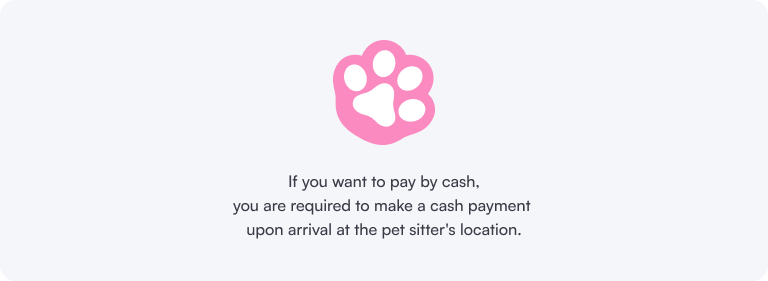 If you want to pay by cash,
you are required to make a cash payment
upon arrival at the pet sitter's location.